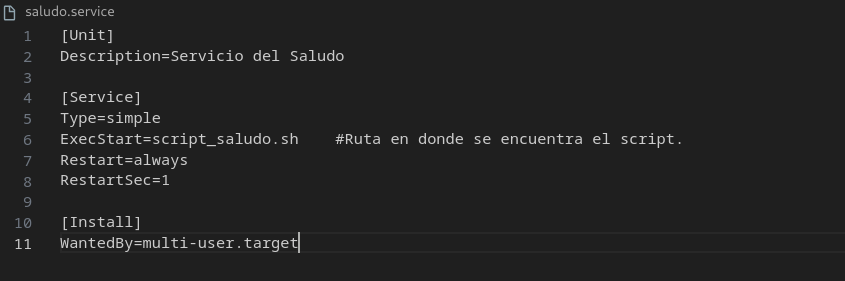 saludo.service
1 [Unit]
2 Description=Servicio del Saludo
3
4 [Service]
5 Type=simple
6 ExecStart=script_saludo.sh    #Ruta en donde se encuentra el script.
7 Restart=always
8 RestartSec=1
9
10 [Install]
11 WantedBy=multi-user.target